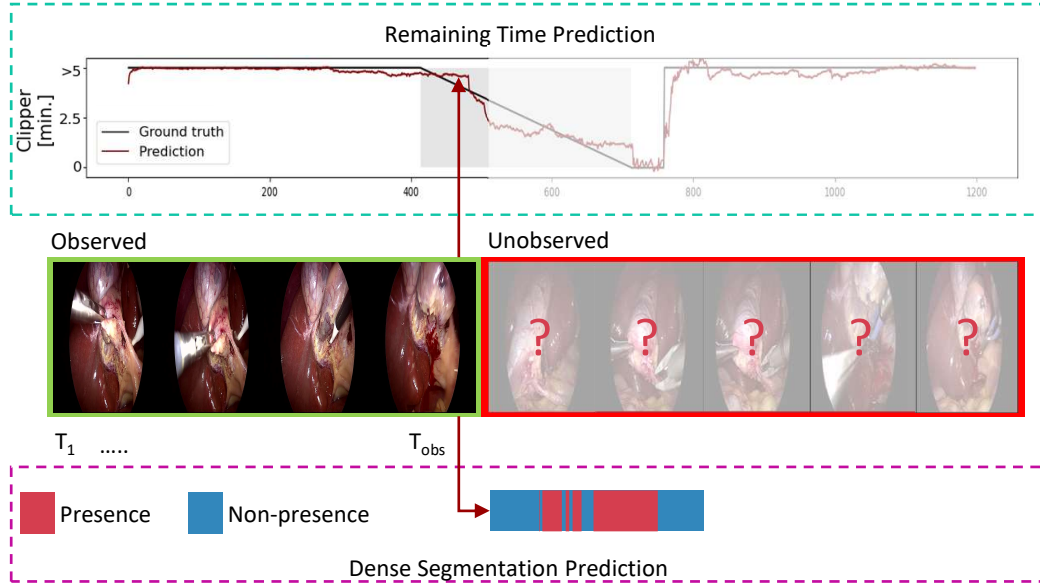 Remaining Time Prediction
Clipper
[min.]
>5
2.5
0
Ground truth
Prediction
0 200 400 600 800 1000 1200
Observed Unobserved
? ? ? ? ?
T1 ..... Tobs
Presence Non-presence
Dense Segmentation Prediction